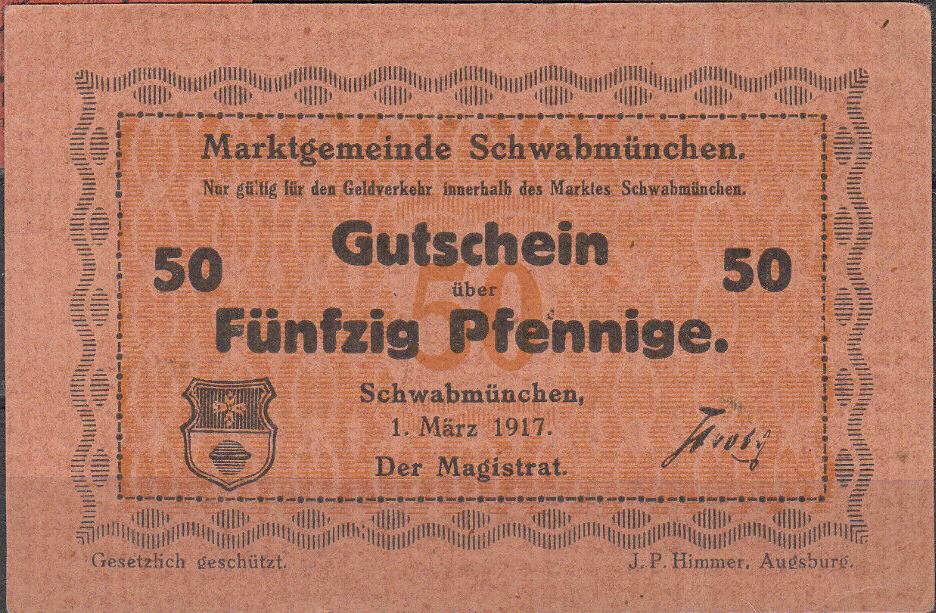 Marktgemeinde Schwabmünchen.
Nur gültig für den Geldverkehr innerhalb des Marktes Schwabmünchen.
50 Gutschein 50
50
über
Fünfzig Pfennige.
Schwabmünchen,
1. März 1917.
Der Magistrat.
Gesetzlich geschützt. J. P. Himmer, Augsburg.